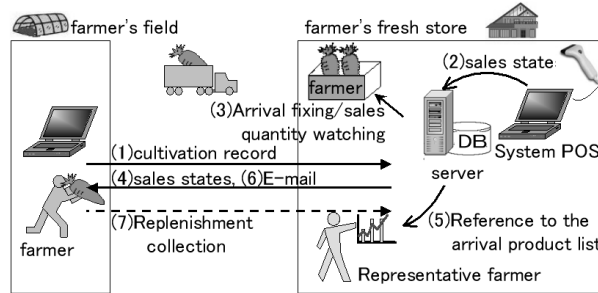 farmer's field
farmer's fresh store
(2)sales states
farmer
(3)Arrival fixing/sales
quantity watching
DB
System POS
(1)cultivation record
server
(4)sales states, (6)E-mail
(7)Replenishment
collection
(5)Reference to the
arrival product list
farmer
Representative farmer